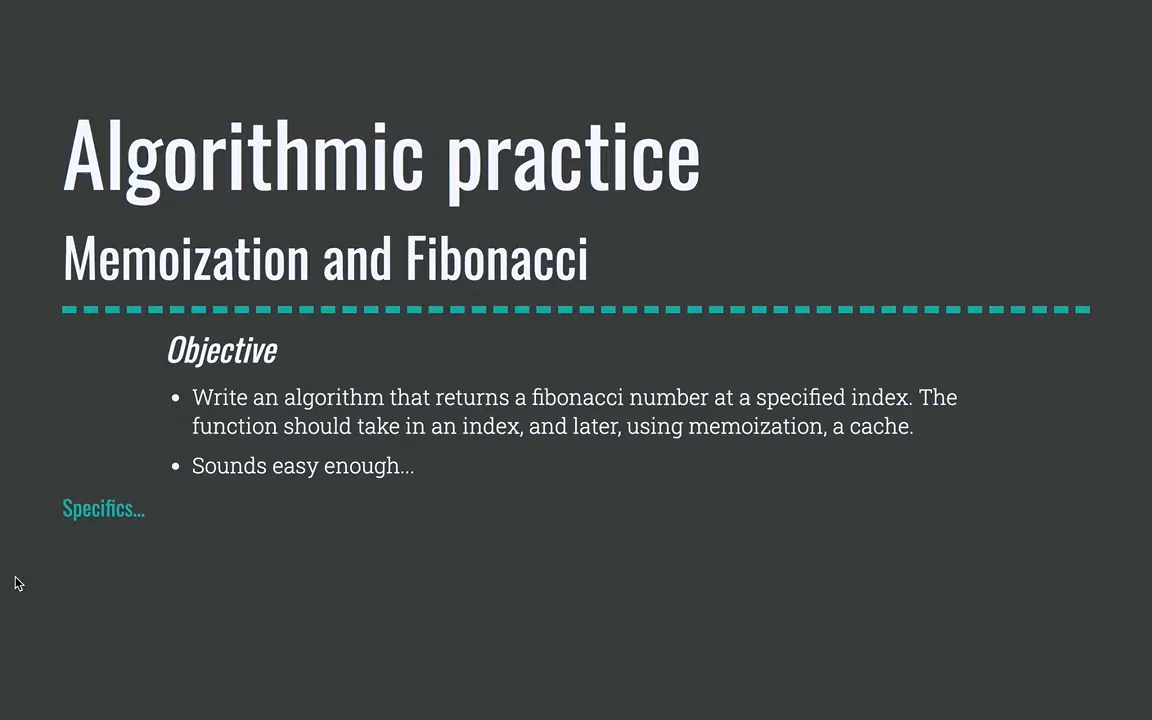 Algorithmic practice
Memoization and Fibonacci
Objective
• Write an algorithm that returns a fibonacci number at a specified index. The
function should take in an index, and later, using memoization, a cache.
• Sounds easy enough...
Specifics...